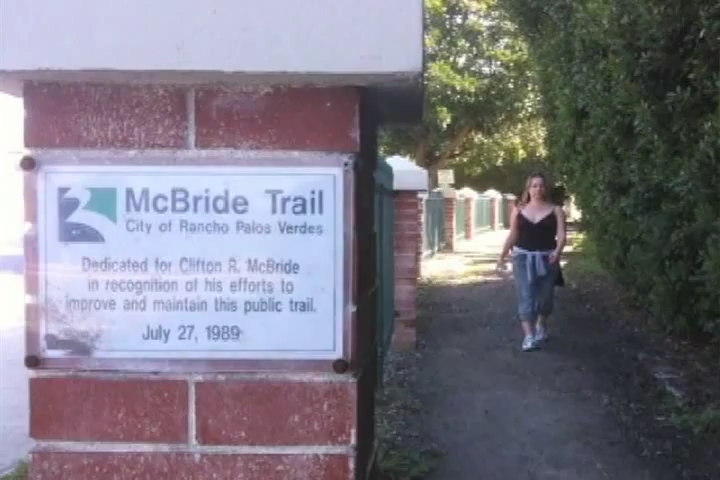 McBride Trail
City of Rancho Palos Verdes
Dedicated for Clifton R. McBride
in recognition of his efforts to
improve and maintain this public trail.
July 27, 1989